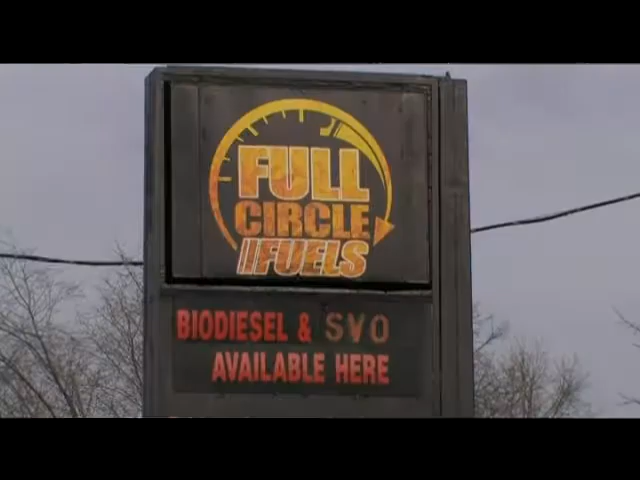 FULL
CIRCLE
//FUELS
BIODIESEL & SVO
AVAILABLE HERE